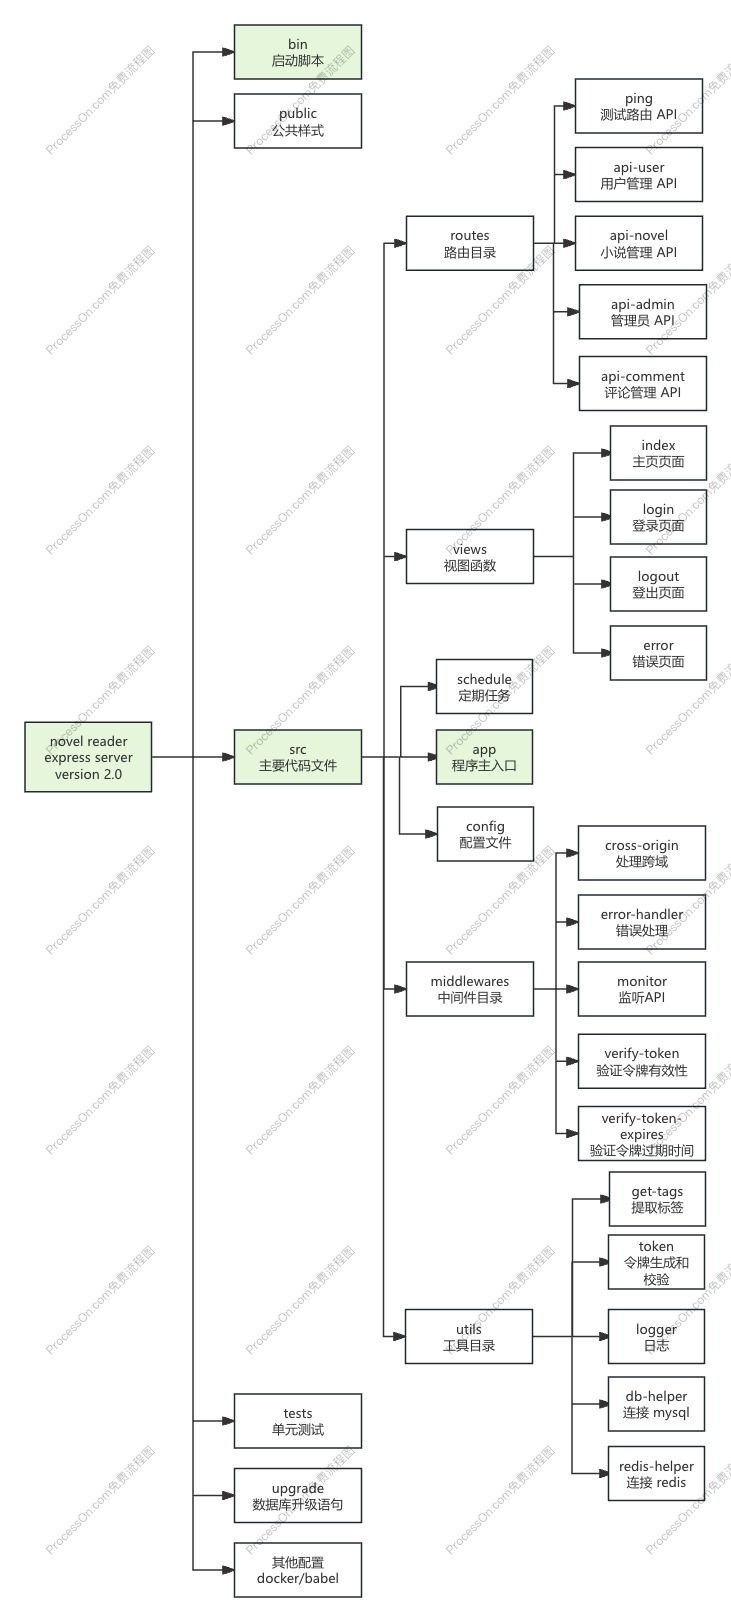 bin
启动脚本
public
公共样式
ping
测试路由 API
api-user
用户管理 API
routes
路由目录
api-novel
小说管理 API
api-admin
管理员 API
api-comment
评论管理 API
index
主页页面
login
登录页面
views
视图函数
logout
登出页面
error
错误页面
schedule
定期任务
novel reader
express server
version 2.0
src
主要代码文件
app
程序主入口
config
配置文件
cross-origin
处理跨域
error-handler
错误处理
middlewares
中间件目录
monitor
监听API
verify-token
验证令牌有效性
verify-token-
expires
验证令牌过期时间
get-tags
提取标签
token
令牌生成和
校验
utils
工具目录
logger
日志
db-helper
连接 mysql
redis-helper
连接 redis
tests
单元测试
upgrade
数据库升级语句
其他配置
docker/babel
ProcessOn.com免费流程图